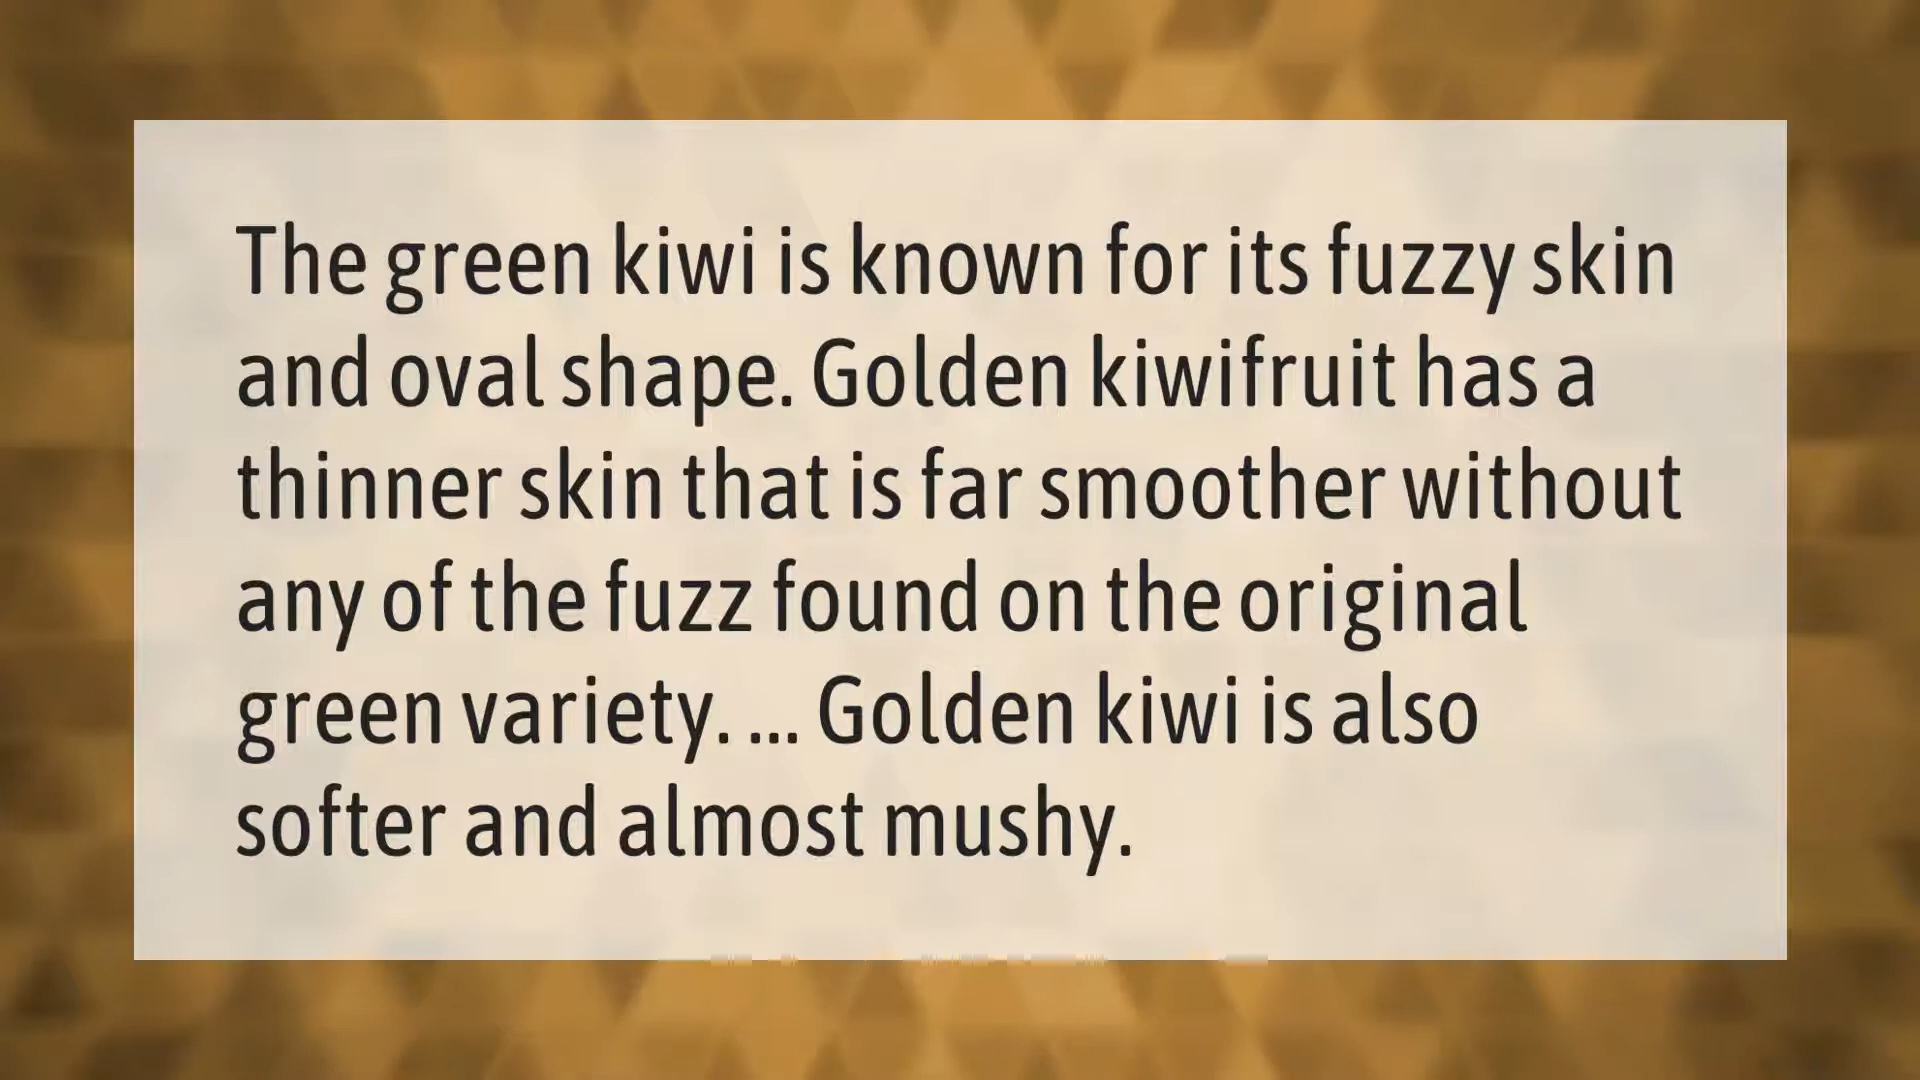 The green kiwi is known for its fuzzy skin
and oval shape. Golden kiwifruit has a
thinner skin that is far smoother without
any of the fuzz found on the original
green variety. ... Golden kiwi is also
softer and almost mushy.